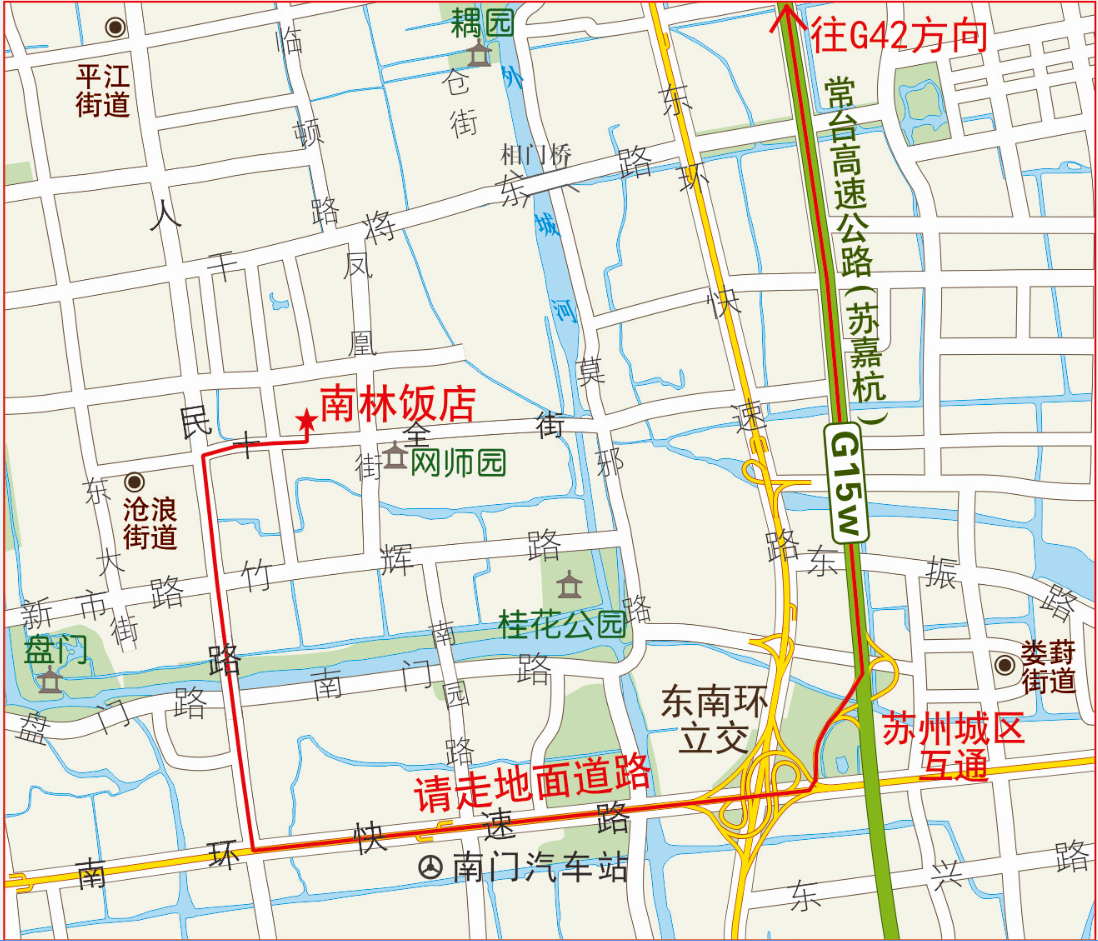 耦园
往G42方向
平江
街道
临顿路
仓街
外城河
东环快速路
常台高速公路(苏嘉杭)
相门桥
干将东路
人民路
凤凰街
莫邪路
南林饭店
十全街
网师园
G15w
沧浪
街道
东大街
新市路
竹辉路
东振路
桂花公园
盘门
南门路
盘门路
南园路
娄葑
街道
东南环
立交
苏州城区
互通
请走地面道路
南环快速路
南门汽车站
东兴路